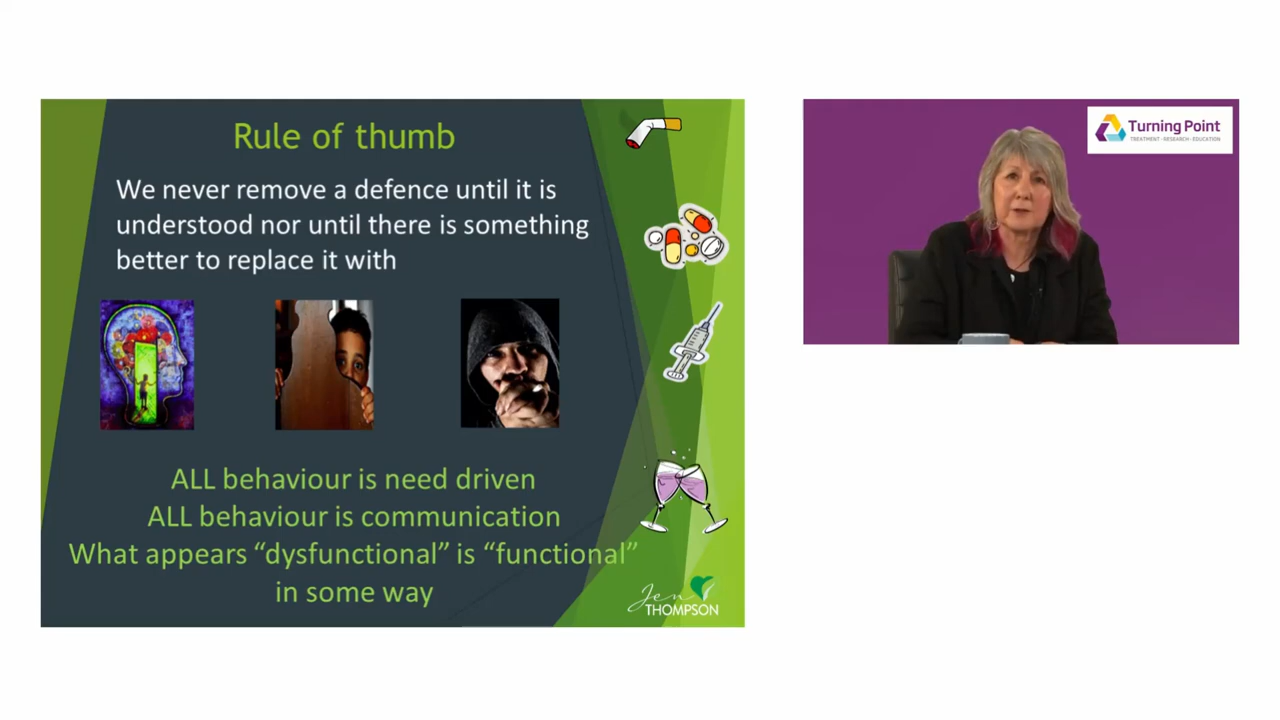 Rule of thumb
We never remove a defence until it is
understood nor until there is something
better to replace it with
ALL behaviour is need driven
ALL behaviour is communication
What appears “dysfunctional” is “functional”
in some way
Jen
THOMPSON
Turning Point
TREATMENT · RESEARCH · EDUCATION